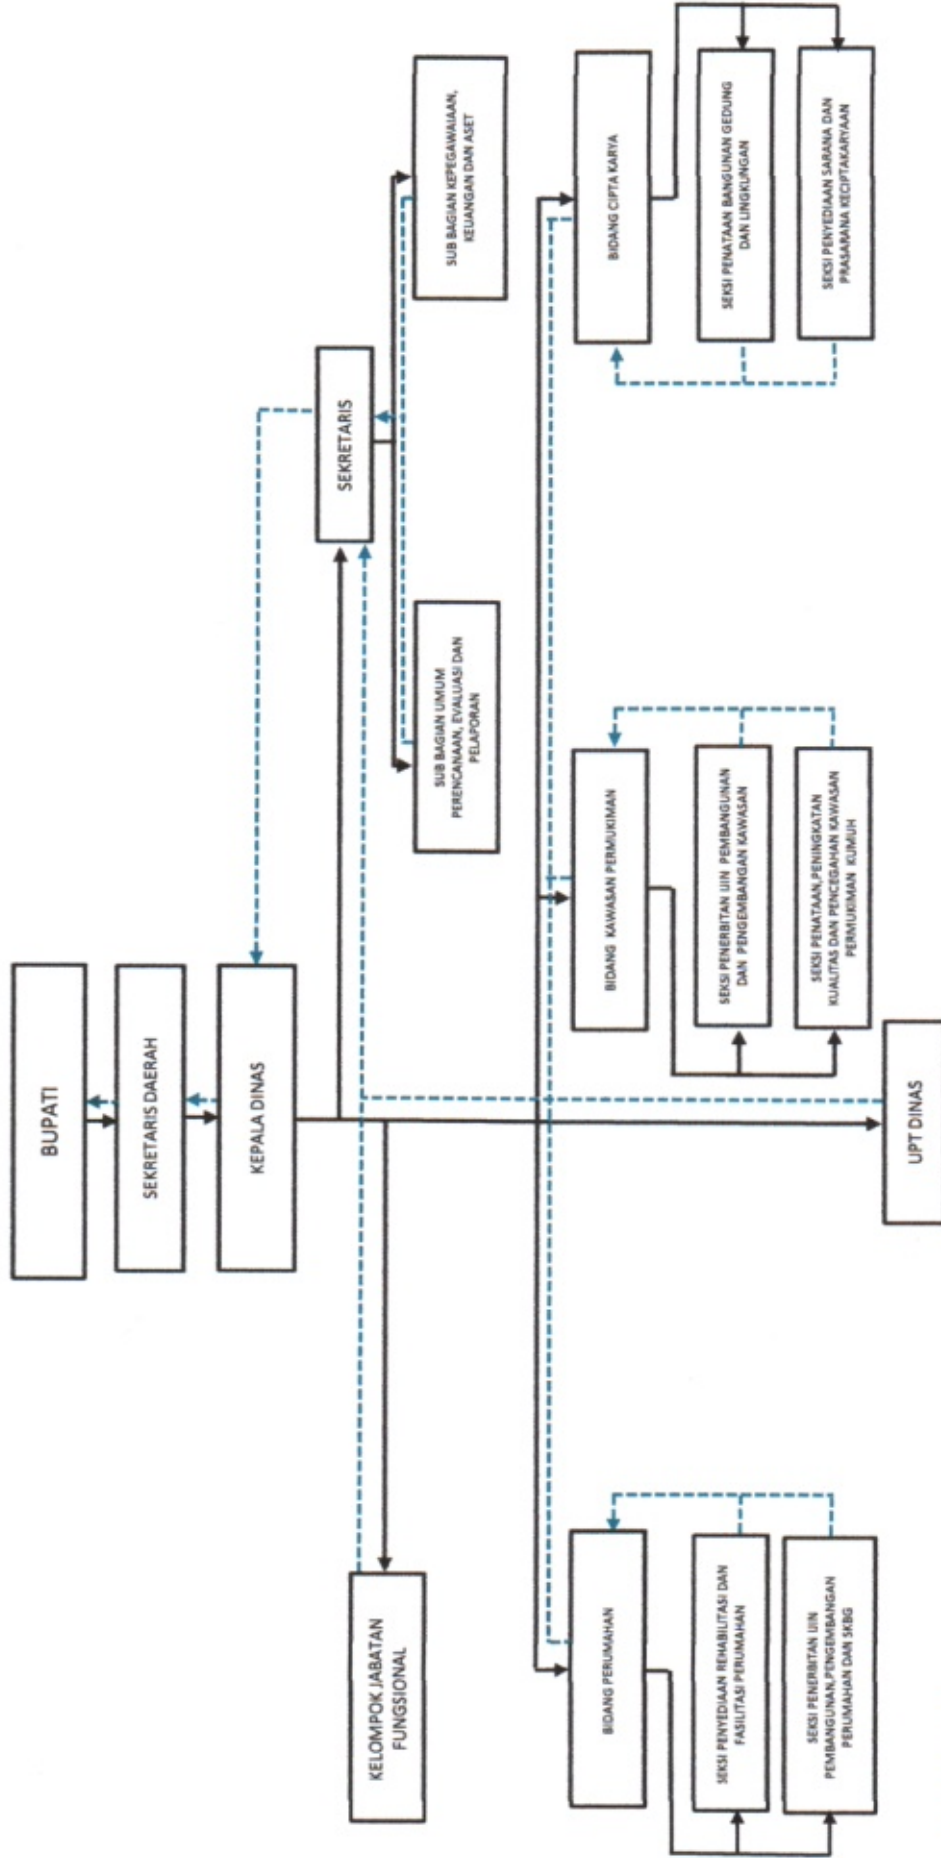 BUPATI
SEKRETARIS DAERAH
KEPALA DINAS
SEKRETARIS
KELOMPOK JABATAN
FUNGSIONAL
SUB BAGIAN UMUM
PERENCANAAN, EVALUASI DAN
PELAPORAN
SUB BAGIAN KEPEGAWAIAAN,
KEUANGAN DAN ASET
BIDANG PERUMAHAN
SEKSI PENYEDIAAN REHABILITASI DAN
FASILITASI PERUMAHAN
SEKSI PENERBITAN IJIN
PEMBANGUNAN,PENGEMBANGAN
PERUMAHAN DAN SKBG
BIDANG KAWASAN PERMUKIMAN
SEKSI PENERBITAN IJIN PEMBANGUNAN
DAN PENGEMBANGAN KAWASAN
SEKSI PENATAAN,PENINGKATAN
KUALITAS DAN PENCEGAHAN KAWASAN
PERMUKIMAN KUMUH
BIDANG CIPTA KARYA
SEKSI PENATAAN BANGUNAN GEDUNG
DAN LINGKUNGAN
SEKSI PENYEDIAAN SARANA DAN
PRASARANA KECIPTAKARYAAN
UPT DINAS